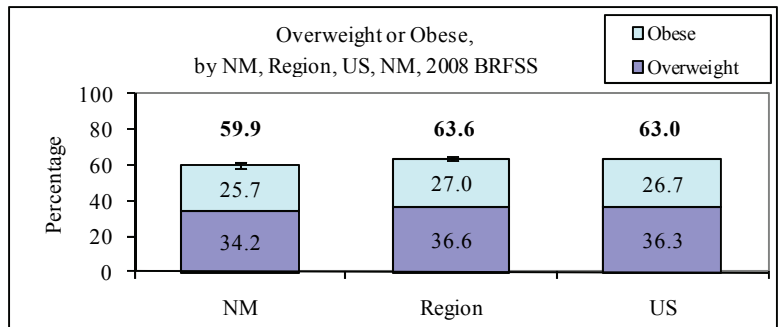 Overweight or Obese,
by NM, Region, US, NM, 2008 BRFSS
Obese
Overweight
Percentage
100
80
60
40
20
0
59.9
63.6
63.0
25.7
27.0
26.7
34.2
36.6
36.3
NM
Region
US